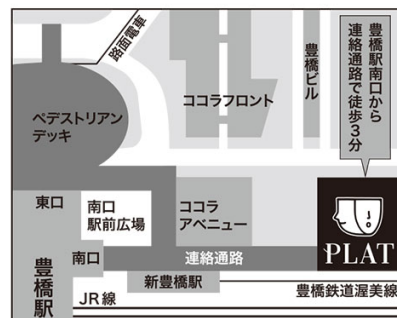 路面電車
ペデストリアン
デッキ
ココラフロント
豊橋ビル
豊橋駅南口から
連絡通路で徒歩3分
東口
南口
駅前広場
ココラ
アベニュー
PLAT
南口
連絡通路
豊橋駅
新豊橋駅
JR線
豊橋鉄道渥美線